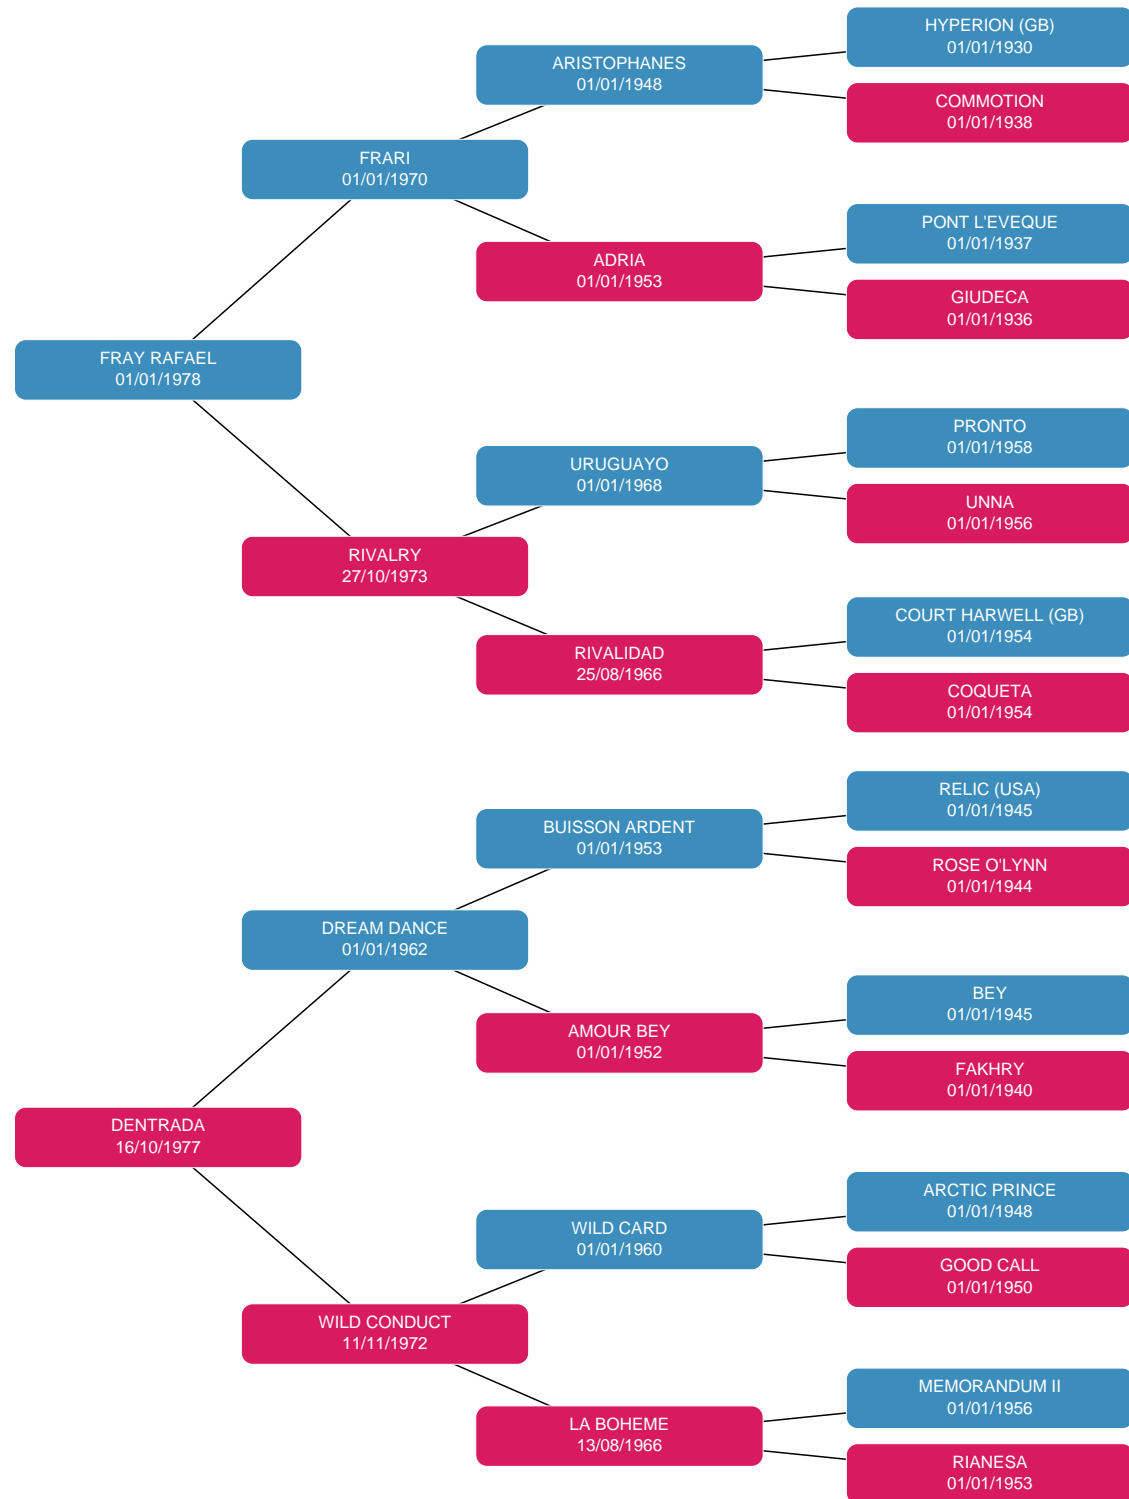 HYPERION (GB)
01/01/1930
ARISTOPHANES
01/01/1948
COMMOTION
01/01/1938
FRARI
01/01/1970
PONT L'EVEQUE
01/01/1937
ADRIA
01/01/1953
GIUDECA
01/01/1936
FRAY RAFAEL
01/01/1978
PRONTO
01/01/1958
URUGUAYO
01/01/1968
UNNA
01/01/1956
RIVALRY
27/10/1973
COURT HARWELL (GB)
01/01/1954
RIVALIDAD
25/08/1966
COQUETA
01/01/1954
RELIC (USA)
01/01/1945
BUISSON ARDENT
01/01/1953
ROSE O'LYNN
01/01/1944
DREAM DANCE
01/01/1962
BEY
01/01/1945
AMOUR BEY
01/01/1952
FAKHRY
01/01/1940
DENTRADA
16/10/1977
ARCTIC PRINCE
01/01/1948
WILD CARD
01/01/1960
GOOD CALL
01/01/1950
WILD CONDUCT
11/11/1972
MEMORANDUM II
01/01/1956
LA BOHEME
13/08/1966
RIANESA
01/01/1953